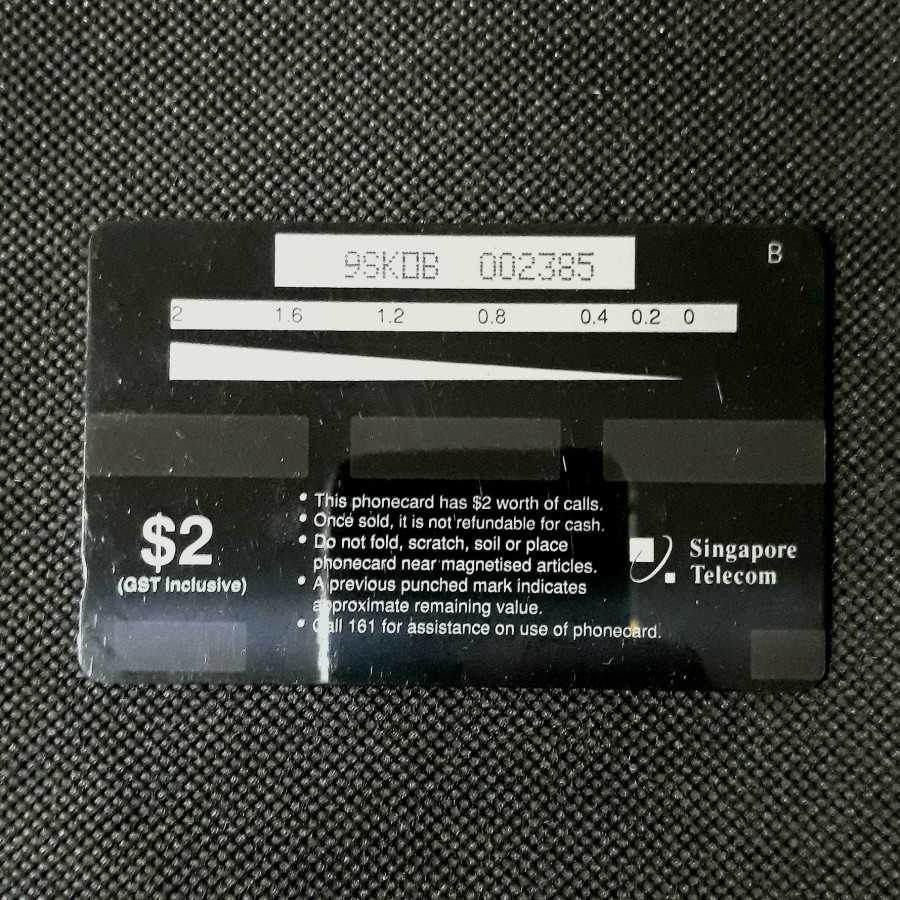 98KOB 002385
B
2 1.6 1.2 0.8 0.4 0.2 0
$2
(GST Inclusive)
• This phonecard has $2 worth of calls.
• Once sold, it is not refundable for cash.
• Do not fold, scratch, soil or place
phonecard near magnetised articles.
• A previous punched mark indicates
approximate remaining value.
• Call 161 for assistance on use of phonecard.
Singapore
Telecom